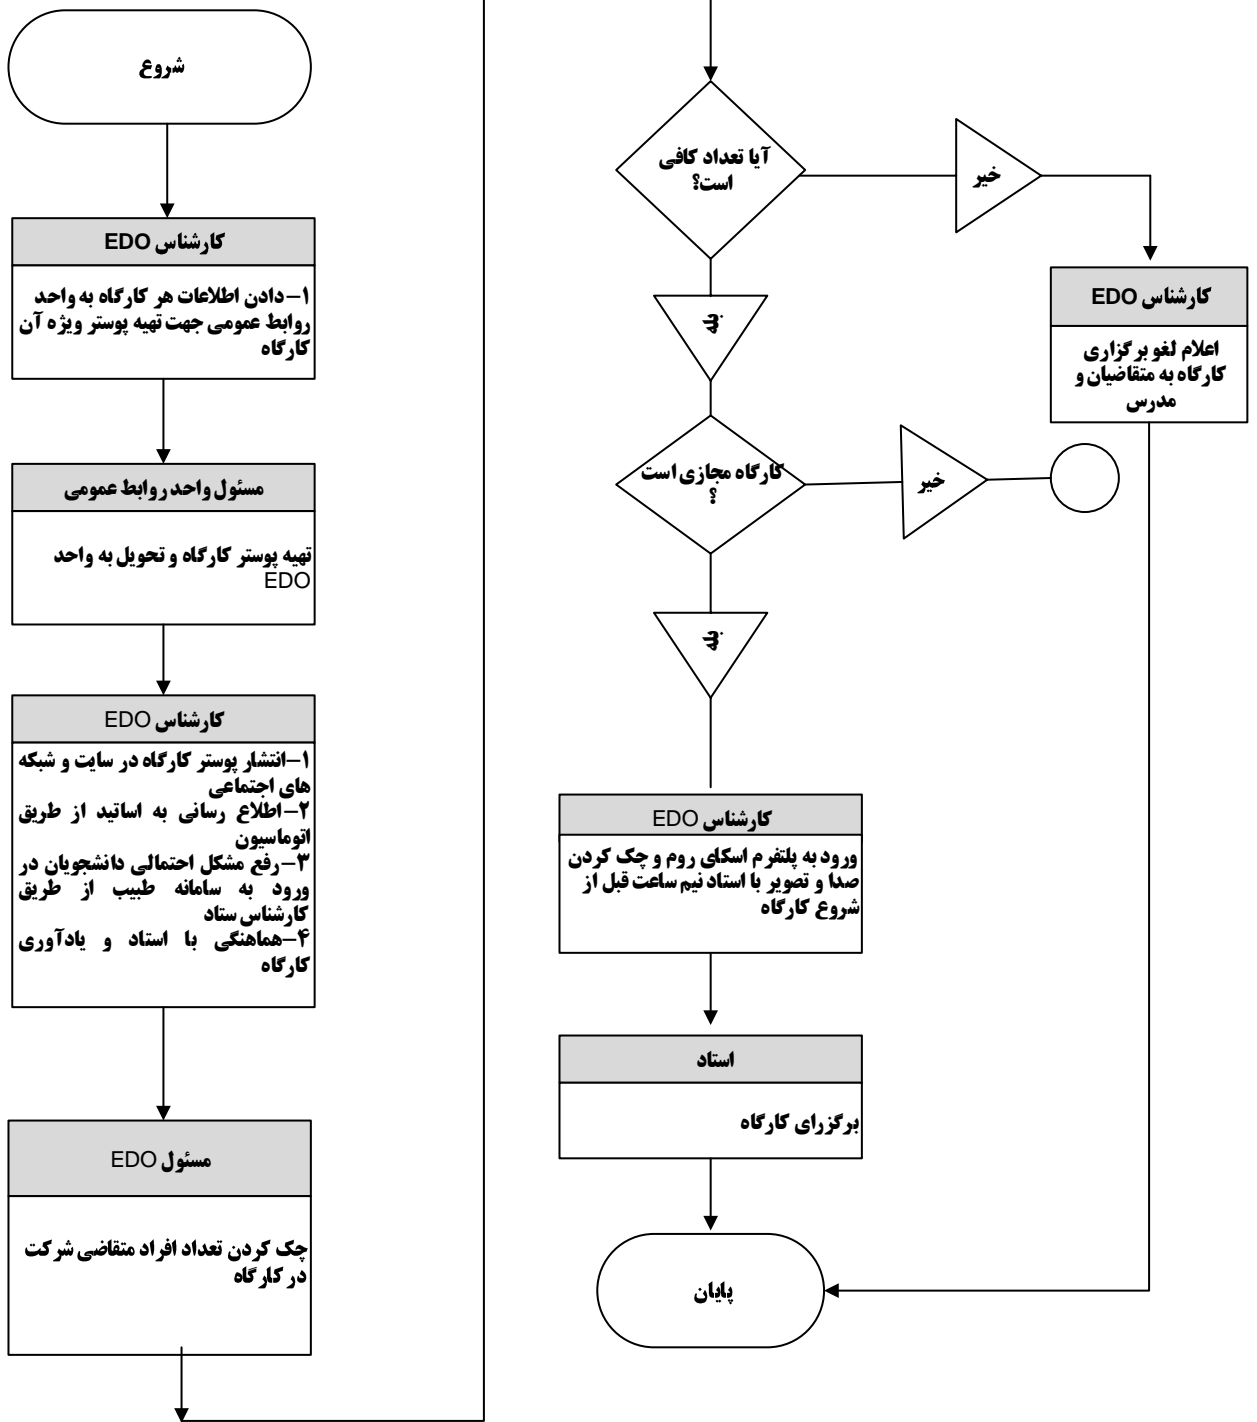 شروع
کارشناس EDO
۱-دادن اطلاعات هر کارگاه به واحد
روابط عمومی جهت تهیه پوستر ویژه آن
کارگاه
مسئول واحد روابط عمومی
تهیه پوستر کارگاه و تحویل به واحد
EDO
کارشناس EDO
۱-انتشار پوستر کارگاه در سایت و شبکه
های اجتماعی
۲-اطلاع رسانی به اساتید از طریق
اتوماسیون
۳-رفع مشکل احتمالی دانشجویان در
ورود به سامانه طبیب از طریق
کارشناس ستاد
۴-هماهنگی با استاد و یادآوری
کارگاه
مسئول EDO
چک کردن تعداد افراد متقاضی شرکت
در کارگاه
آیا تعداد کافی
است؟
خیر
کارشناس EDO
اعلام لغو برگزاری
کارگاه به متقاضیان و
مدرس
بله
کارگاه مجازی است
؟
خیر
بله
کارشناس EDO
ورود به پلتفرم اسکای روم و چک کردن
صدا و تصویر با استاد نیم ساعت قبل از
شروع کارگاه
استاد
برگزرای کارگاه
پایان